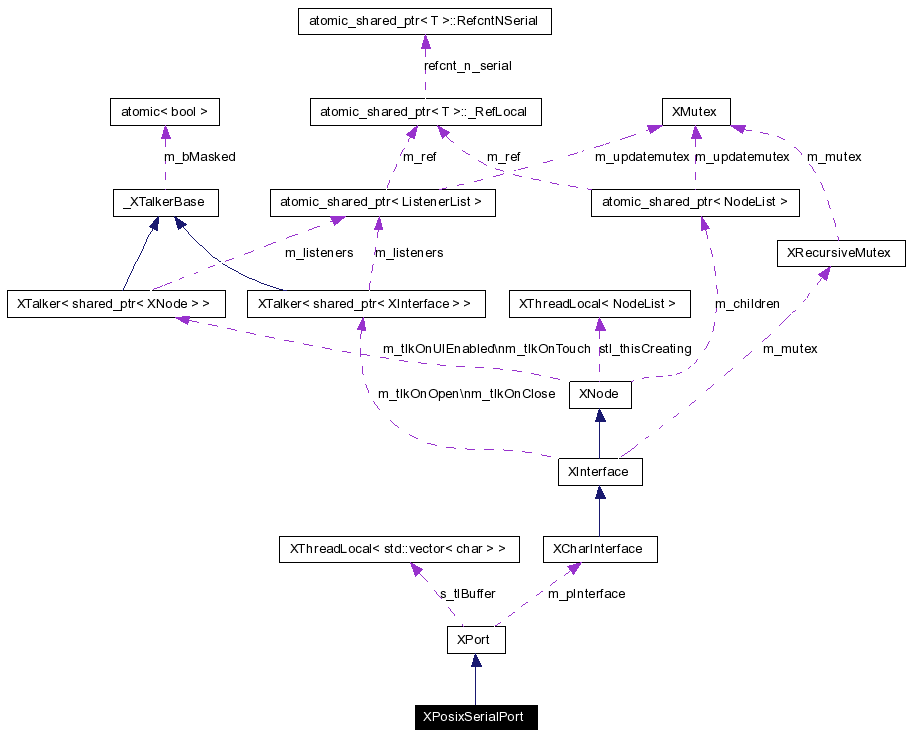 atomic_shared_ptr< T >::RefcntNSerial
refcnt_n_serial
atomic< bool >
atomic_shared_ptr< T >::_RefLocal
XMutex
m_bMasked
m_ref
m_ref
m_updatemutex
m_updatemutex
m_mutex
_XTalkerBase
atomic_shared_ptr< ListenerList >
atomic_shared_ptr< NodeList >
m_listeners
m_listeners
XRecursiveMutex
XTalker< shared_ptr< XNode > >
XTalker< shared_ptr< XInterface > >
XThreadLocal< NodeList >
m_children
m_tlkOnUIEnabled\nm_tlkOnTouch
stl_thisCreating
m_mutex
m_tlkOnOpen\nm_tlkOnClose
XNode
XInterface
XThreadLocal< std::vector< char > >
XCharInterface
s_tlBuffer
m_pInterface
XPort
XPosixSerialPort